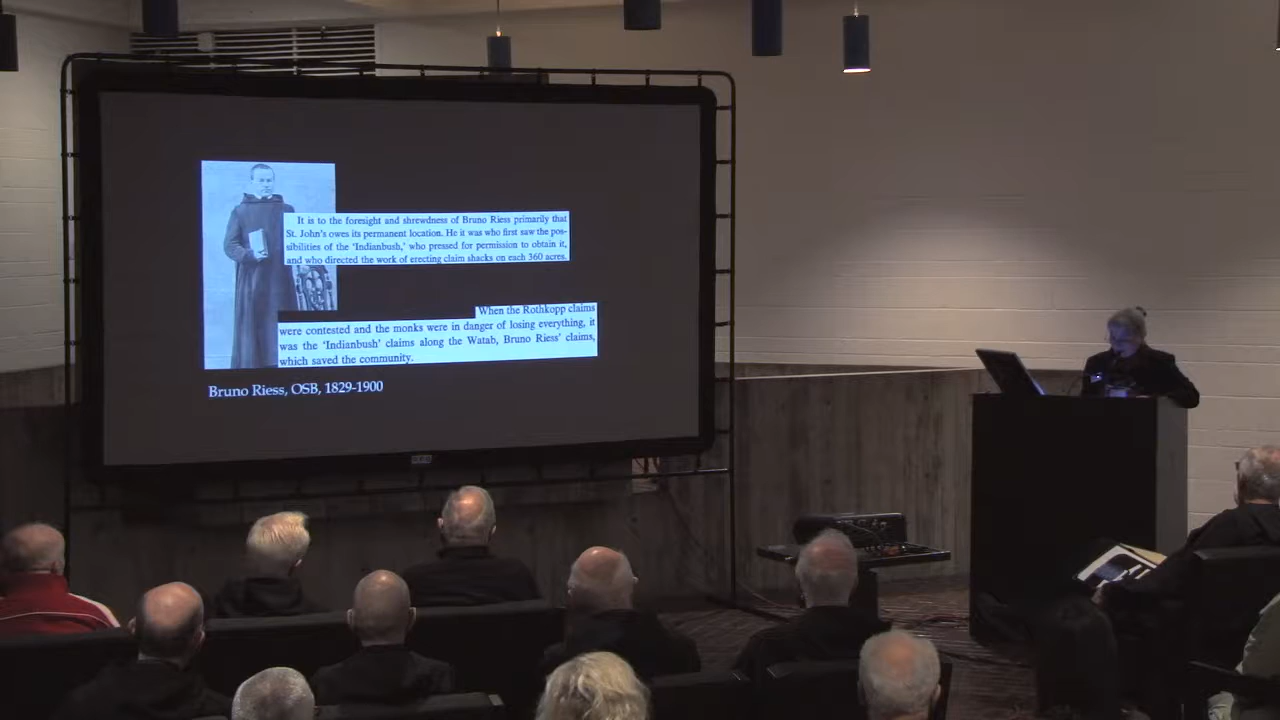 It is to the foresight and shrewdness of Bruno Riess primarily that
St. John's owes its permanent location. He it was who first saw the pos-
sibilities of the 'Indianbush,' who pressed for permission to obtain it,
and who directed the work of erecting claim shacks on each 360 acres.
When the Rothkopp claims
were contested and the monks were in danger of losing everything, it
was the 'Indianbush' claims along the Watab, Bruno Riess' claims,
which saved the community.
Bruno Riess, OSB, 1829-1900